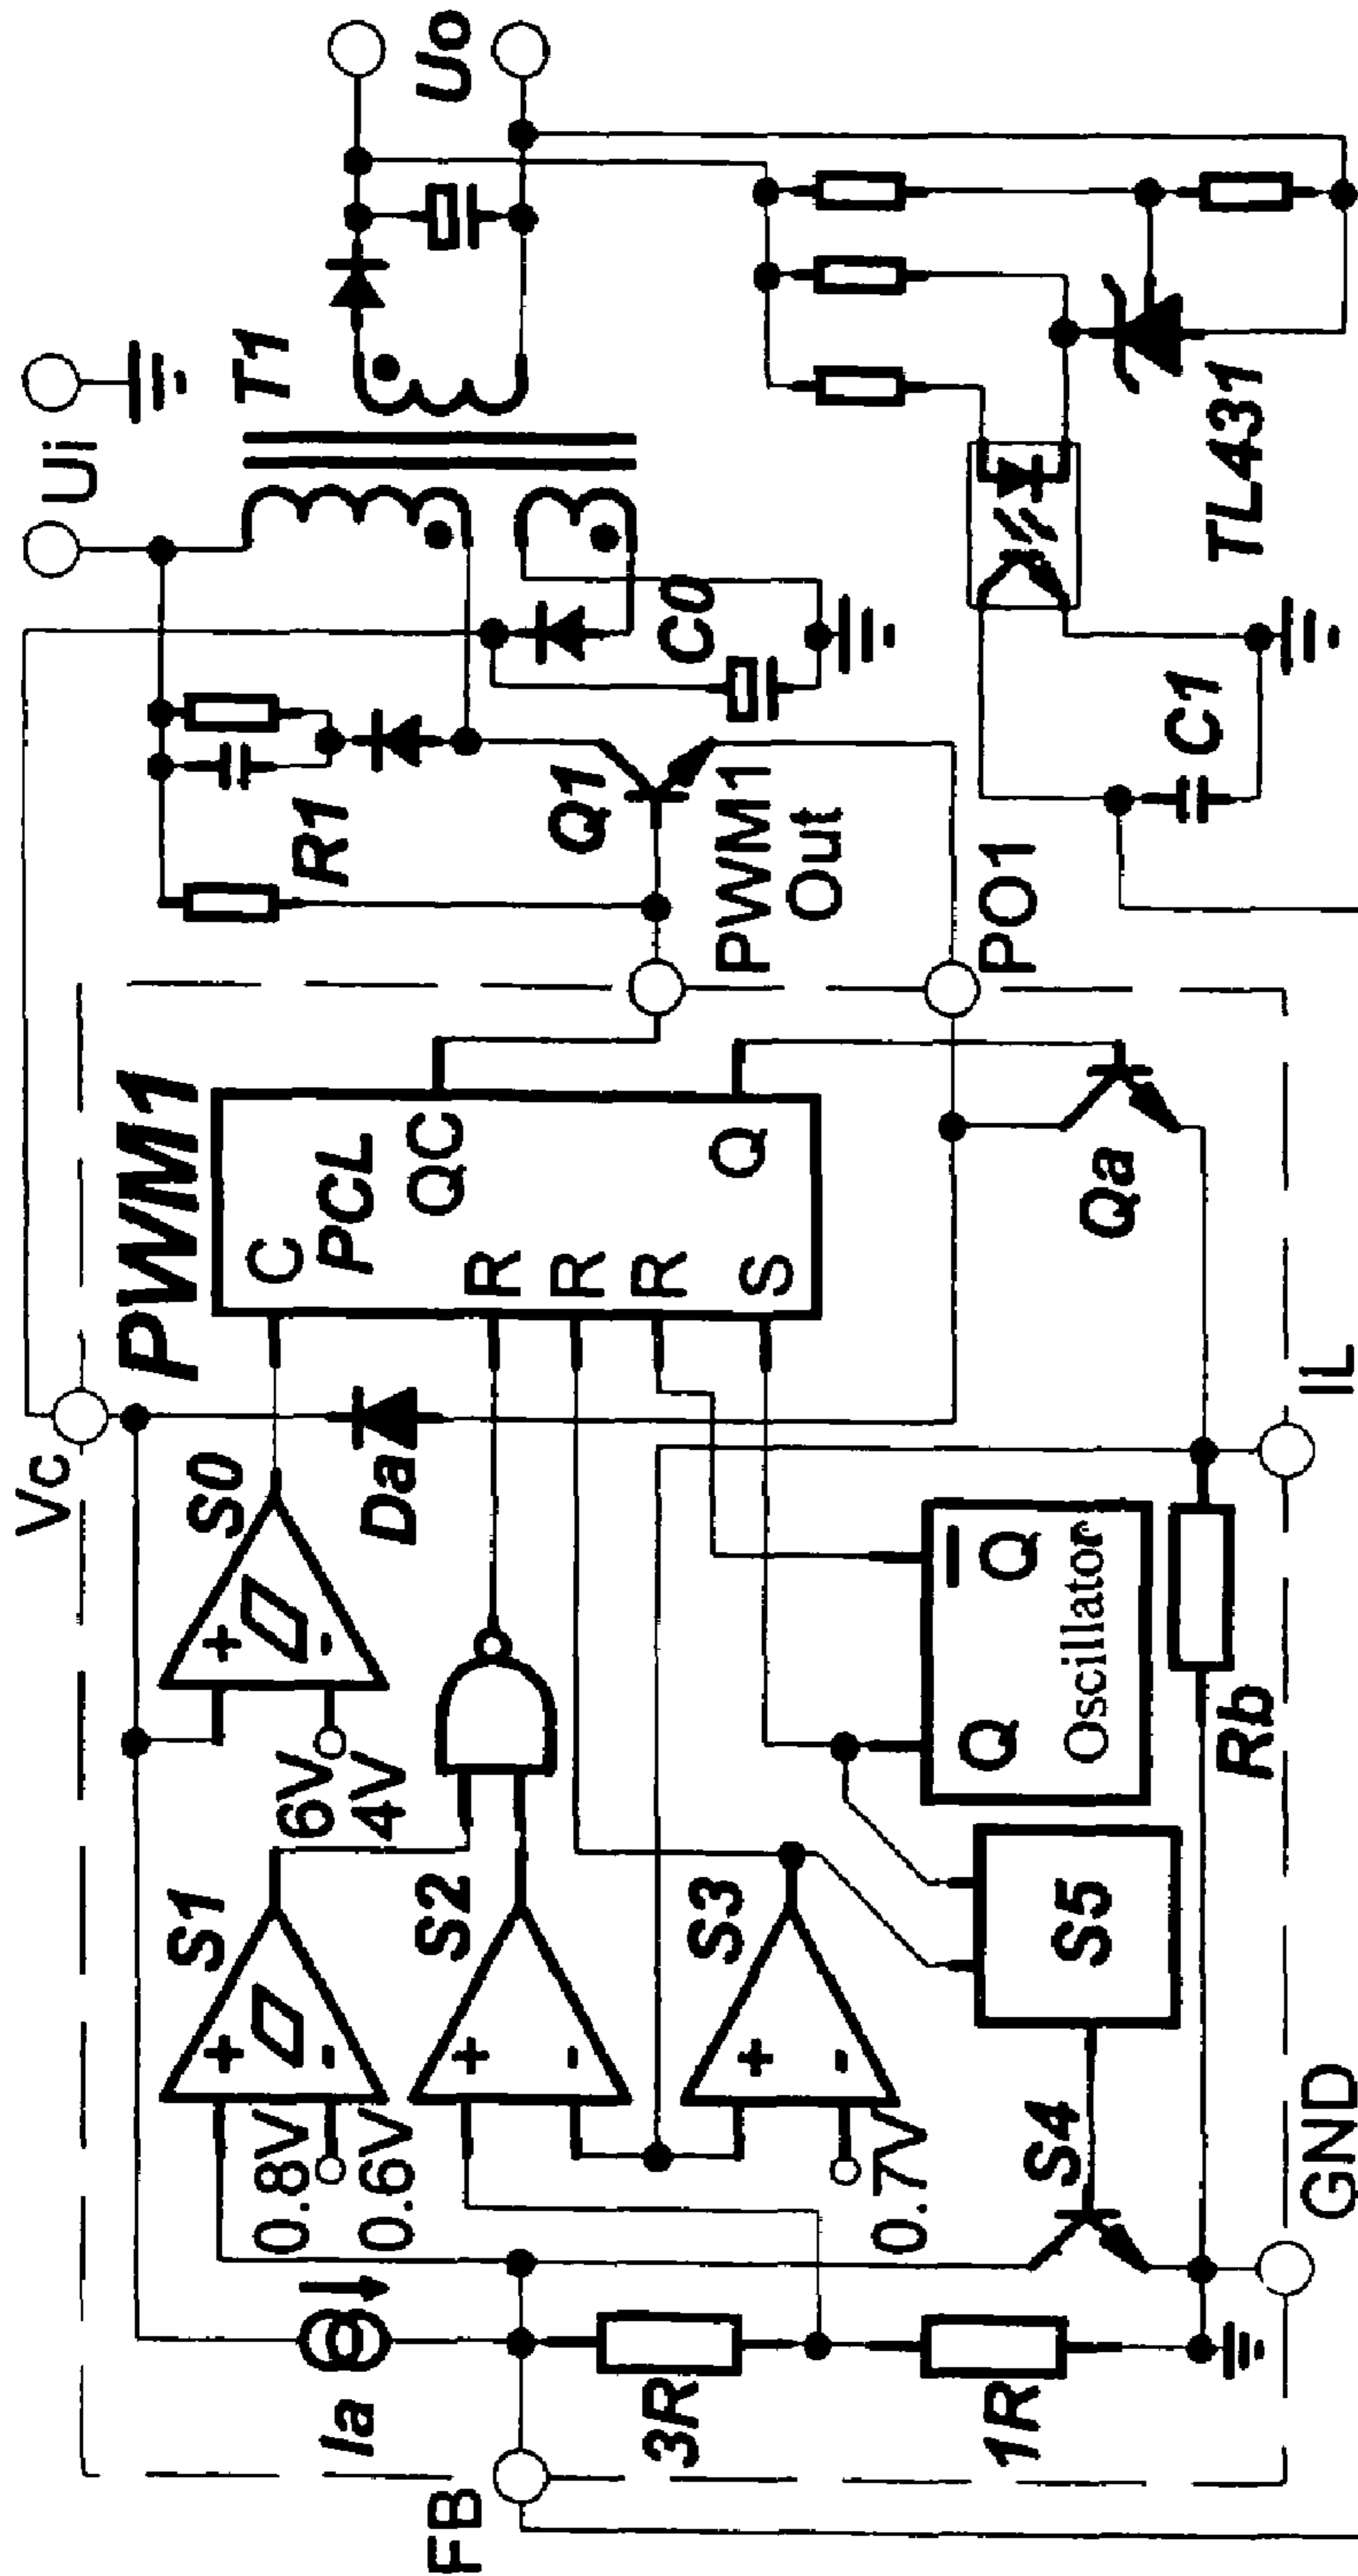 Vc
Ui
Uo
T1
PWM1
R1
Q1
C0
C
PCL
QC
R
R
R
S
Q
PWM1
Out
PO1
C1
TL431
Qa
S0
+
-
6V
4V
Da
S1
+
-
0.8V
0.6V
S2
+
-
S3
+
-
0.7V
S4
S5
Q
Q
Oscillator
Rb
Ia
3R
1R
FB
GND
IL